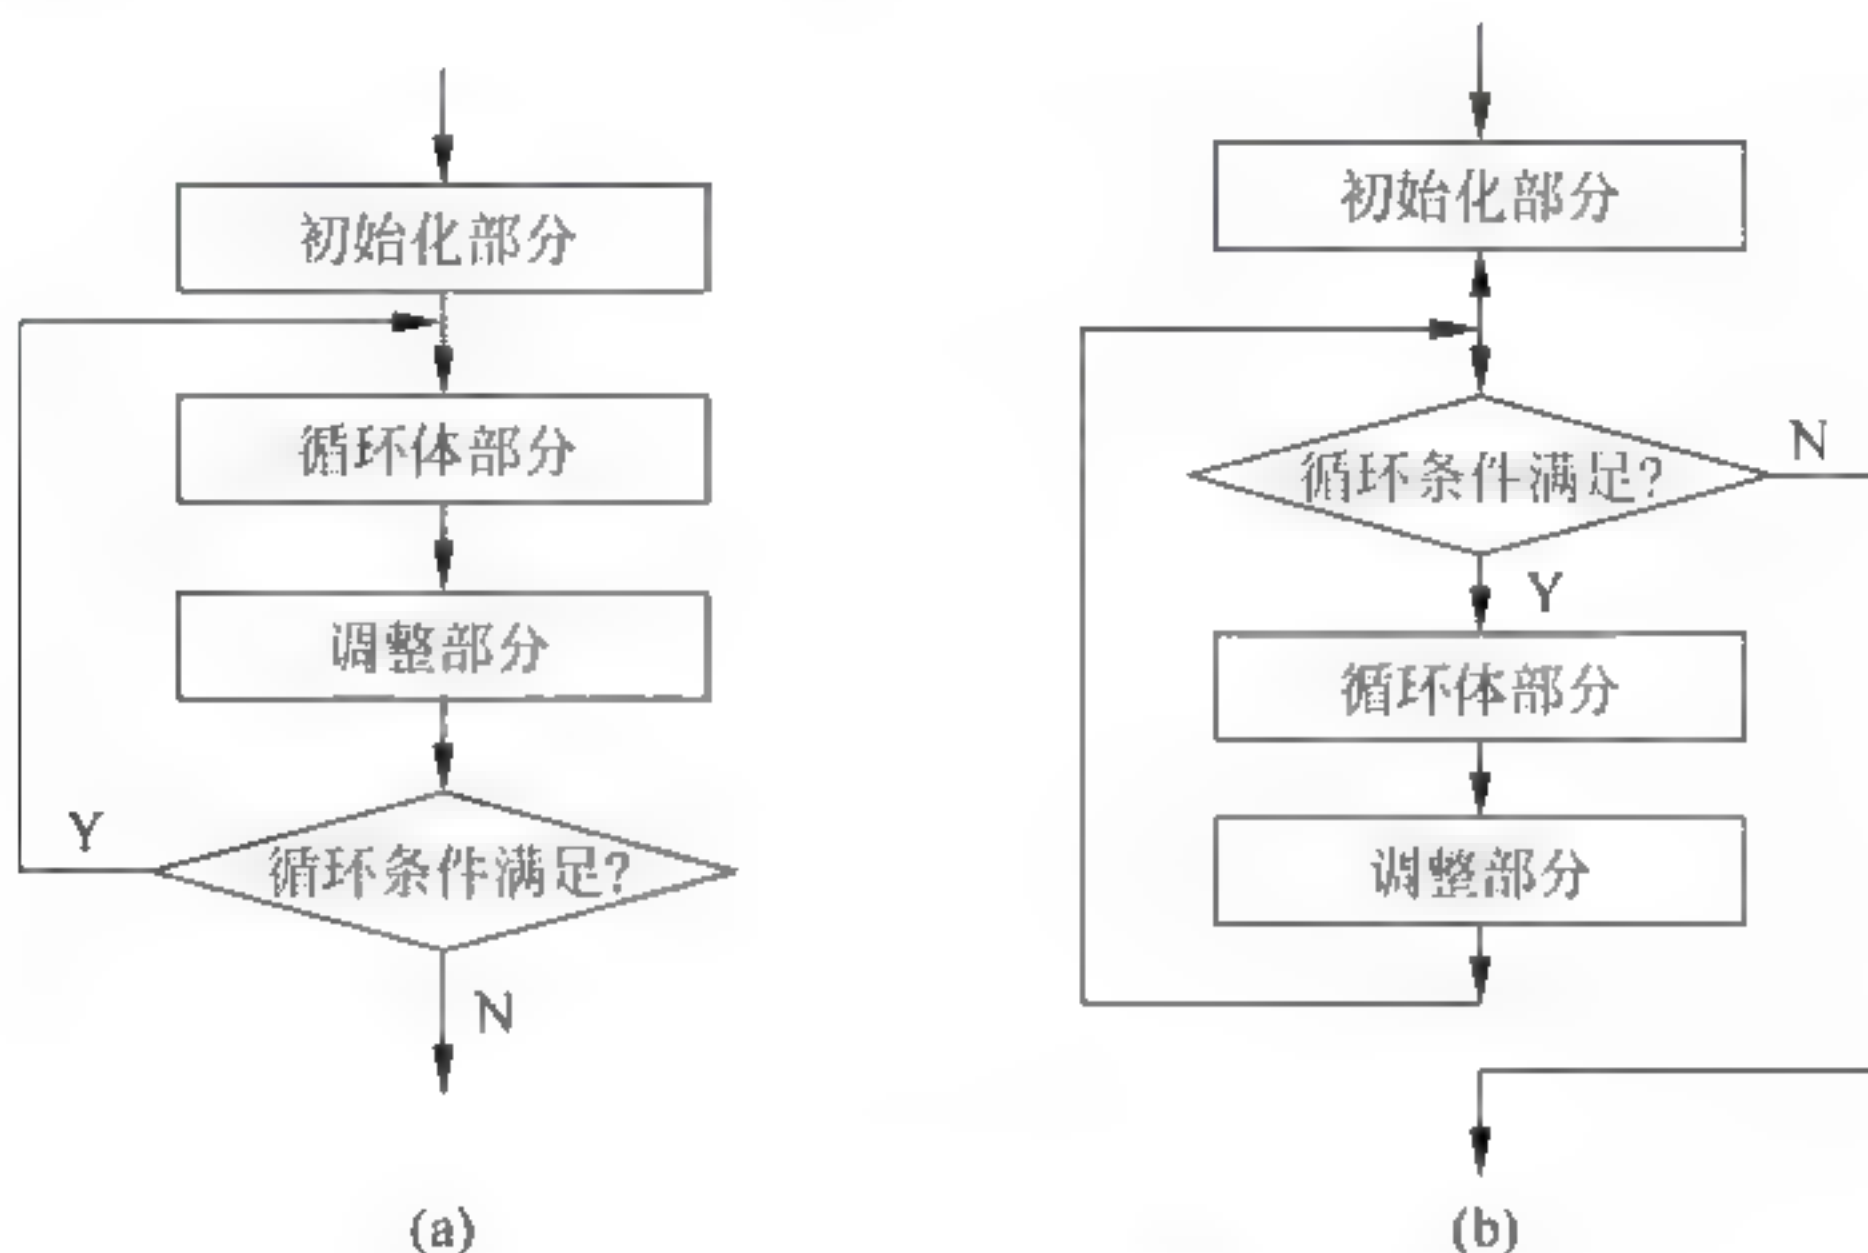 初始化部分
循环体部分
调整部分
循环条件满足?
Y
N
(a)
初始化部分
循环条件满足?
N
Y
循环体部分
调整部分
(b)